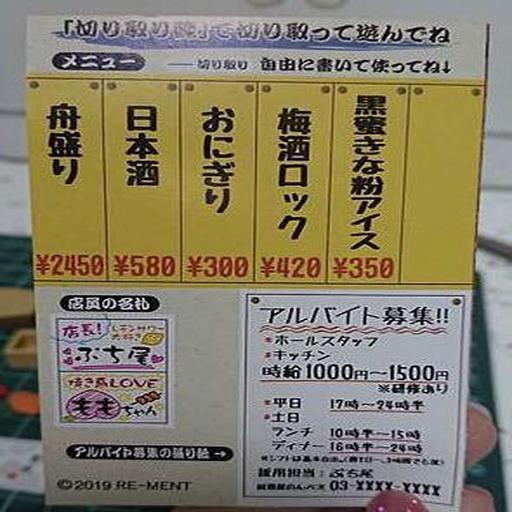 「切り取り線」で切り取って遊んでね
メニュー
切り取り 自由に書いて使ってね↓
舟盛り
¥2450
日本酒
¥580
おにぎり
¥300
梅酒ロック
¥420
黒蜜きな粉アイス
¥350
店員の名札
店長!
レモンサワー
大好き
ぷち尾
焼き鳥LOVE
ももちゃん
アルバイト募集の張り紙→
©2019 RE-MENT
アルバイト募集!!
ホールスタッフ
キッチン
時給1000円〜1500円
※研修あり
平日 17時〜24時半
土日
ランチ 10時半〜15時
ディナー 16時半〜24時
採用担当:ぷち尾
03-XXXX-XXXX